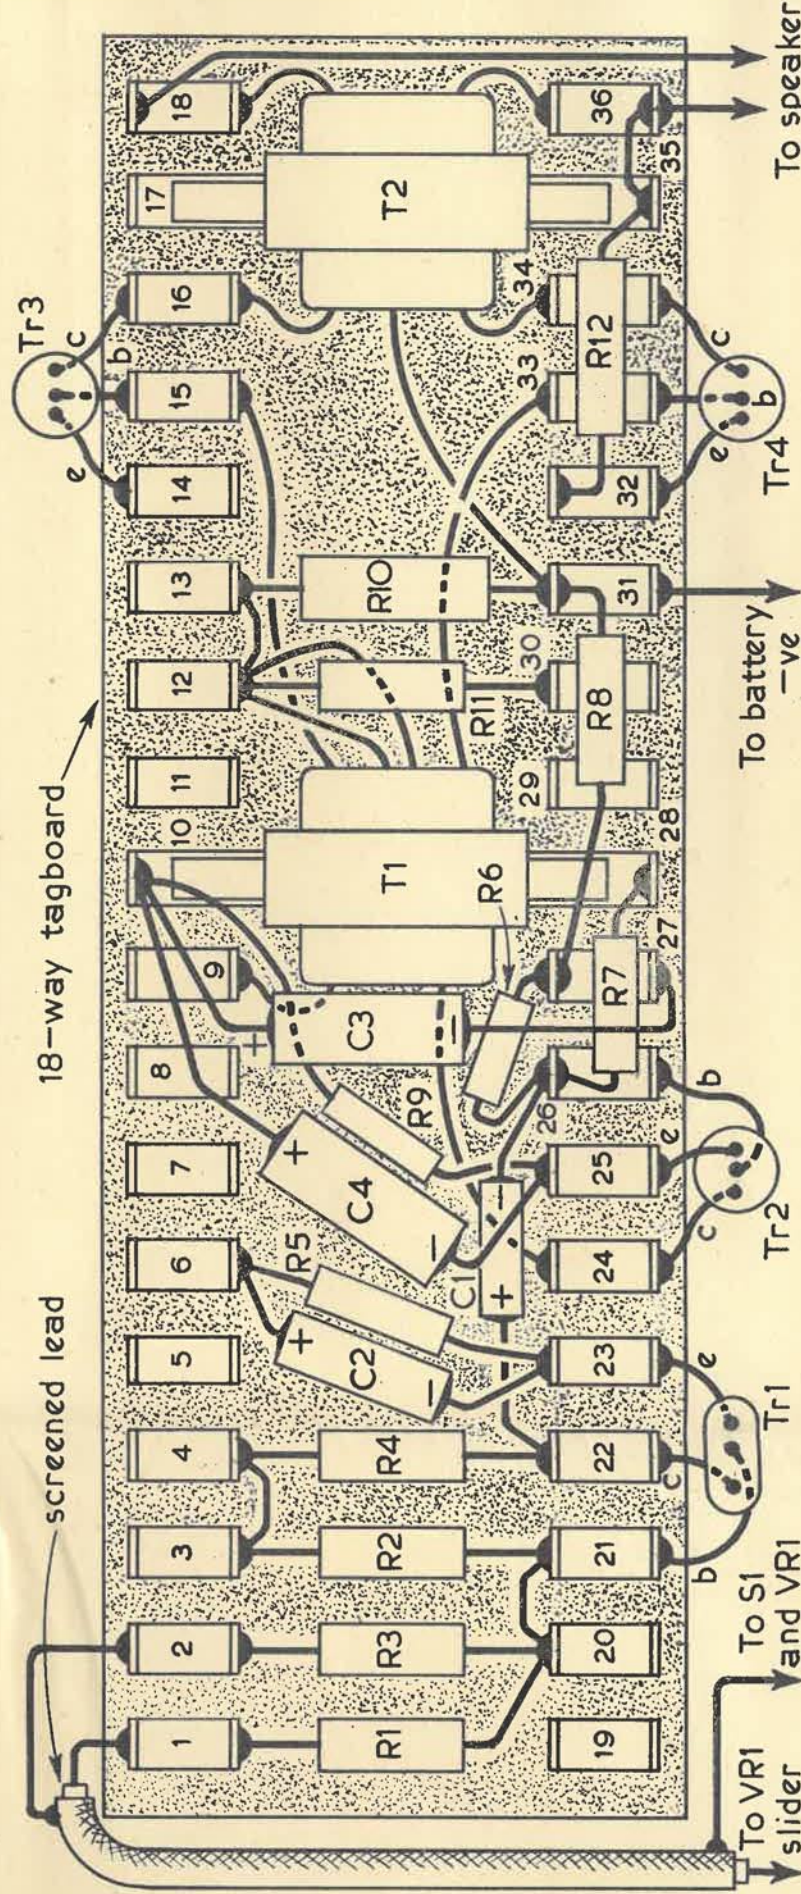 screened lead
18-way tagboard
Tr3
e
b
c
1
2
3
4
5
6
7
8
9
10
11
12
13
14
15
16
17
18
R1
R3
R2
R4
C2
+
−
R5
C4
+
−
R9
C1
+
−
C3
+
−
R6
R7
T1
R11
R10
R8
R12
T2
19
20
21
22
23
24
25
26
27
28
29
30
31
32
33
34
35
36
b
c
e
Tr1
c
e
b
Tr2
e
b
c
Tr4
To VR1
slider
To S1
and VR1
To battery
-ve
To speaker